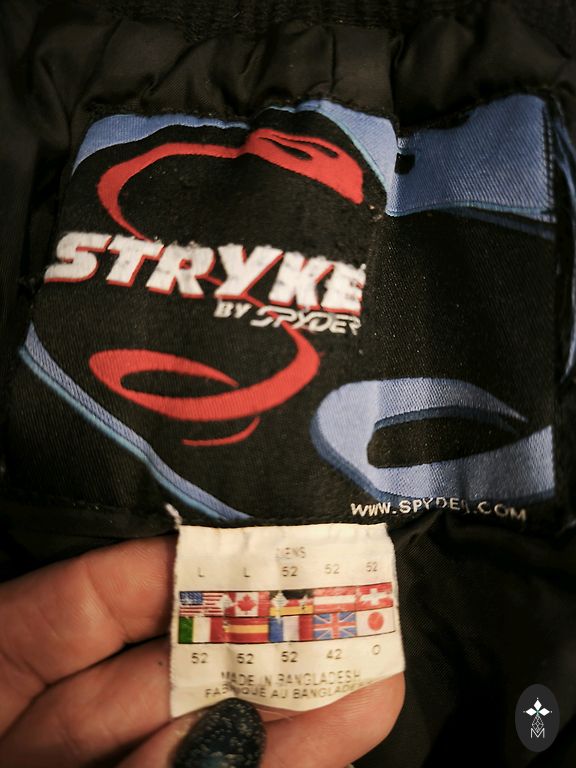 STRYKE
BY SPYDER
WWW.SPYDER.COM
MENS
L L 52 52 52
52 52 52 42 O
MADE IN BANGLADESH
FABRIQUÉ AU BANGLADESH
M